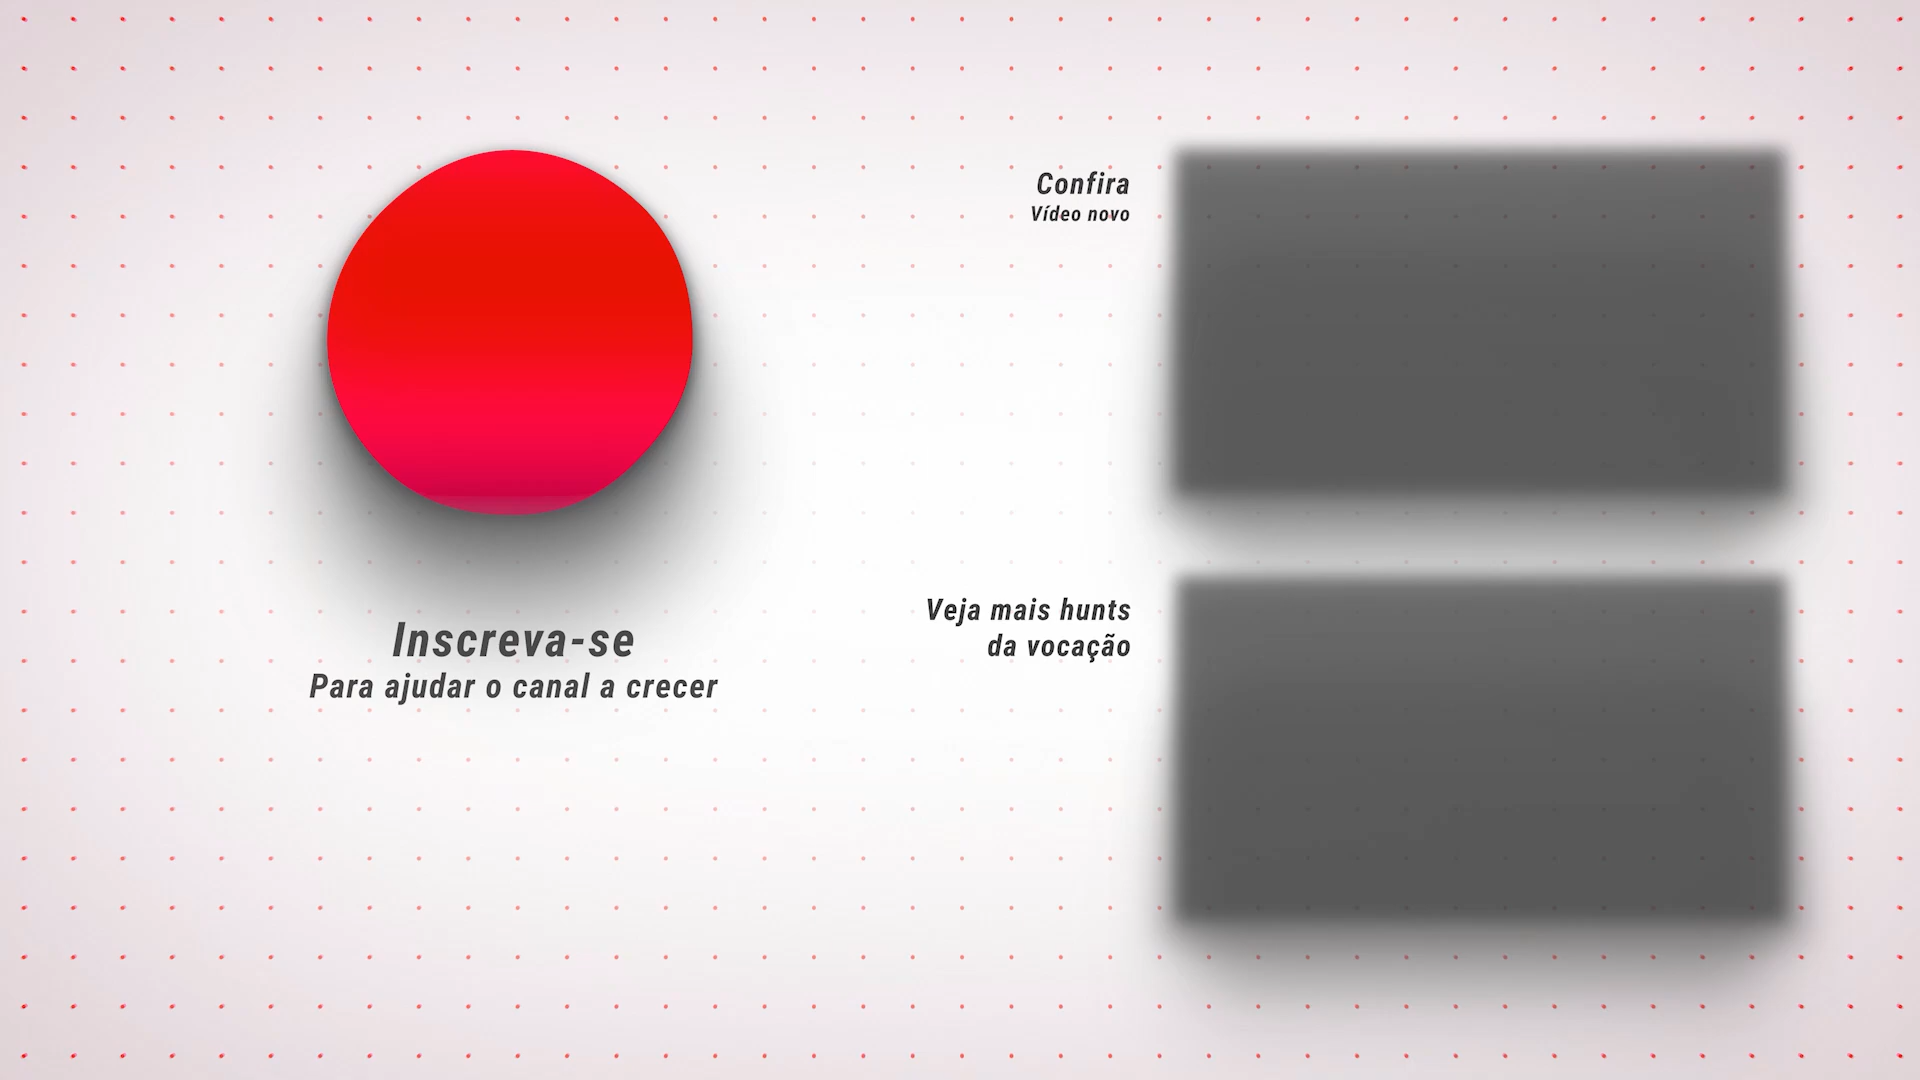 Confira
Vídeo novo
Inscreva-se
Para ajudar o canal a crecer
Veja mais hunts
da vocação